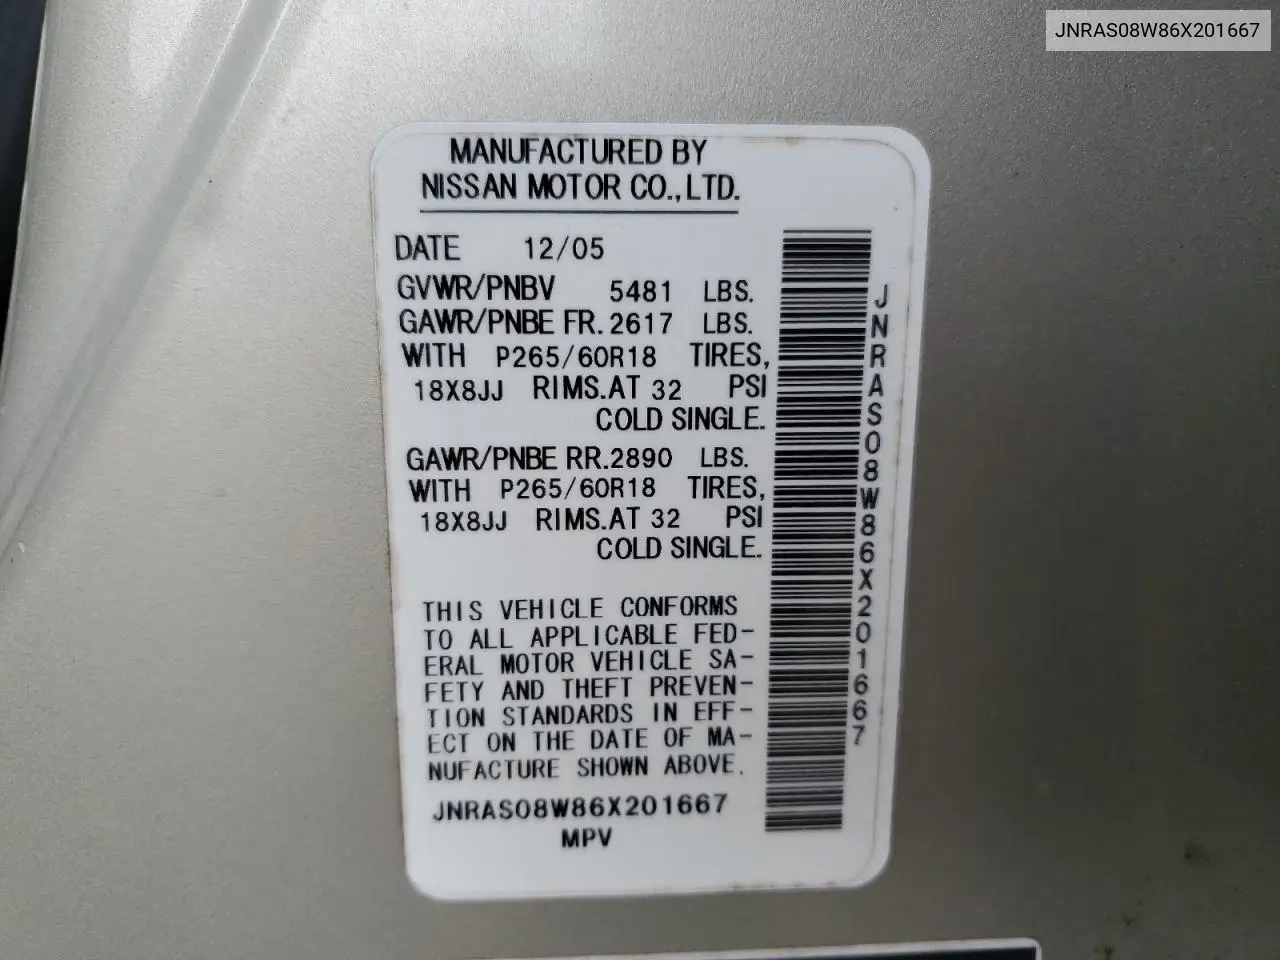 JNRAS08W86X201667
MANUFACTURED BY
NISSAN MOTOR CO., LTD.
DATE 12/05
GVWR/PNBV 5481 LBS.
GAWR/PNBE FR. 2617 LBS.
WITH P265/60R18 TIRES,
18X8JJ RIMS. AT 32 PSI
COLD SINGLE.
GAWR/PNBE RR. 2890 LBS.
WITH P265/60R18 TIRES,
18X8JJ RIMS. AT 32 PSI
COLD SINGLE.
THIS VEHICLE CONFORMS
TO ALL APPLICABLE FED-
ERAL MOTOR VEHICLE SA-
FETY AND THEFT PREVEN-
TION STANDARDS IN EFF-
ECT ON THE DATE OF MA-
NUFACTURE SHOWN ABOVE.
JNRAS08W86X201667
MPV
JNRAS08W86X201667